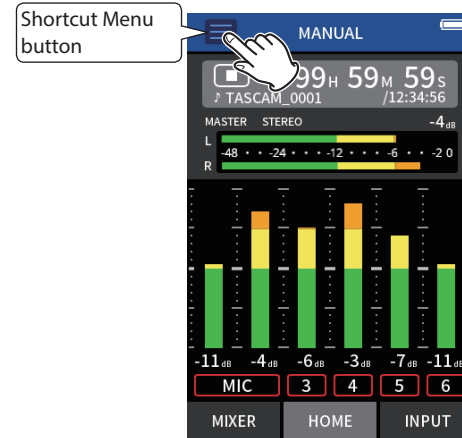 Shortcut Menu
button
MANUAL
99H 59M 59S
♪ TASCAM_0001 /12:34:56
MASTER STEREO -4dB
L
-48 • • -24 • • • -12 • • • -6 • • -2 0
R
-11dB -4dB -6dB -3dB -7dB -11dB
MIC 3 4 5 6
MIXER HOME INPUT